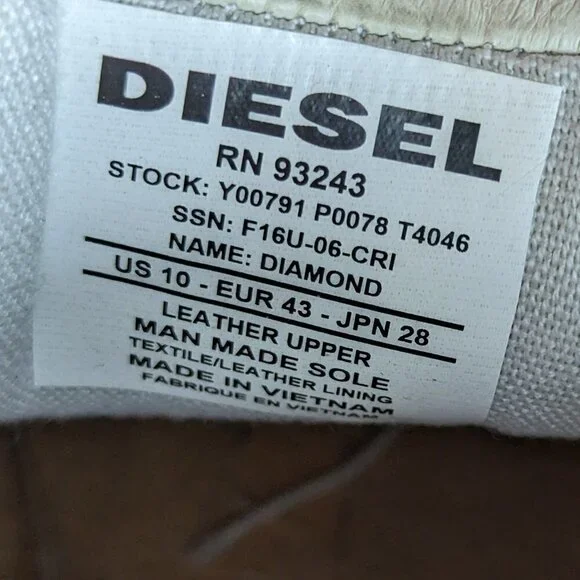 DIESEL
RN 93243
STOCK: Y00791 P0078 T4046
SSN: F16U-06-CRI
NAME: DIAMOND
US 10 - EUR 43 - JPN 28
LEATHER UPPER
MAN MADE SOLE
TEXTILE/LEATHER LINING
MADE IN VIETNAM
FABRIQUE EN VIETNAM